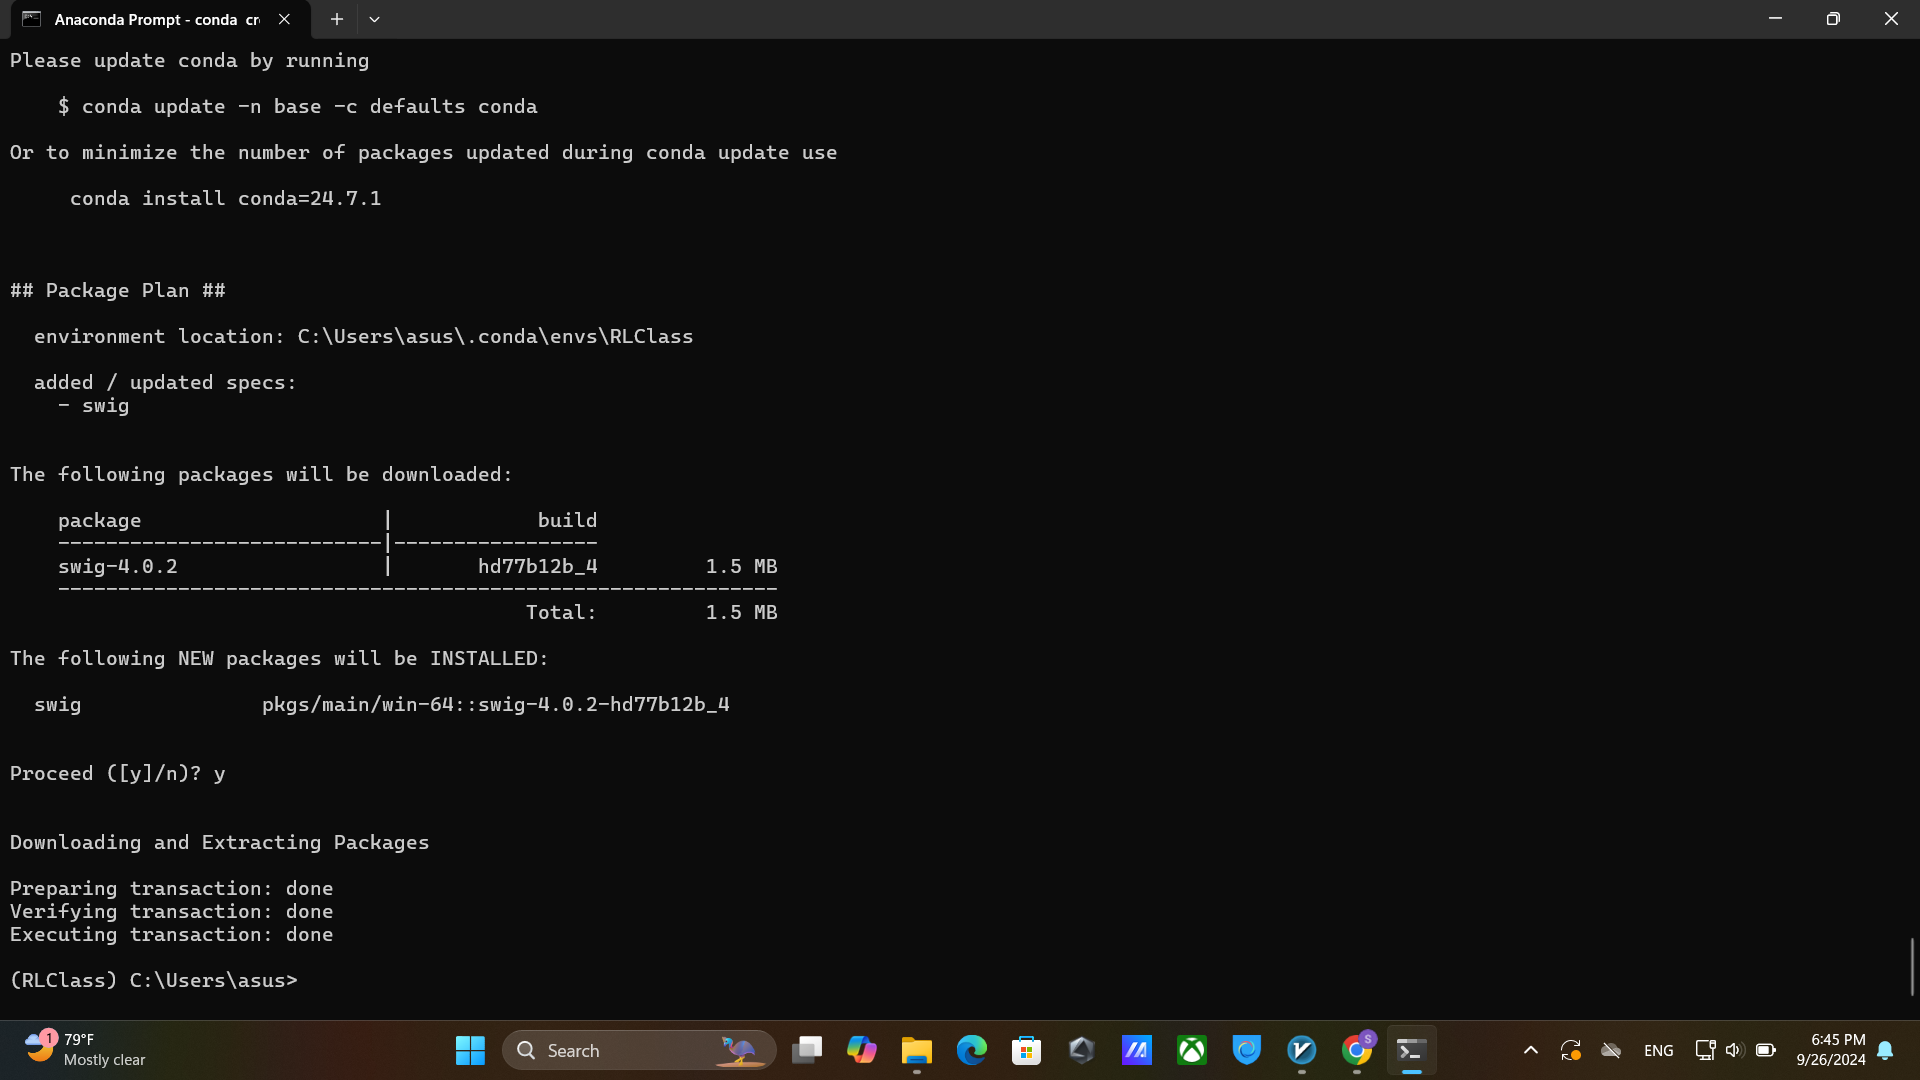 Anaconda Prompt - conda cr
Please update conda by running
$ conda update -n base -c defaults conda
Or to minimize the number of packages updated during conda update use
conda install conda=24.7.1
## Package Plan ##
environment location: C:\Users\asus\.conda\envs\RLClass
added / updated specs:
- swig
The following packages will be downloaded:
package                    |            build
---------------------------|-----------------
swig-4.0.2                 |       hd77b12b_4         1.5 MB
------------------------------------------------------------
Total:         1.5 MB
The following NEW packages will be INSTALLED:
swig               pkgs/main/win-64::swig-4.0.2-hd77b12b_4
Proceed ([y]/n)? y
Downloading and Extracting Packages
Preparing transaction: done
Verifying transaction: done
Executing transaction: done
(RLClass) C:\Users\asus>
1
79°F
Mostly clear
Search
S
ENG
6:45 PM
9/26/2024